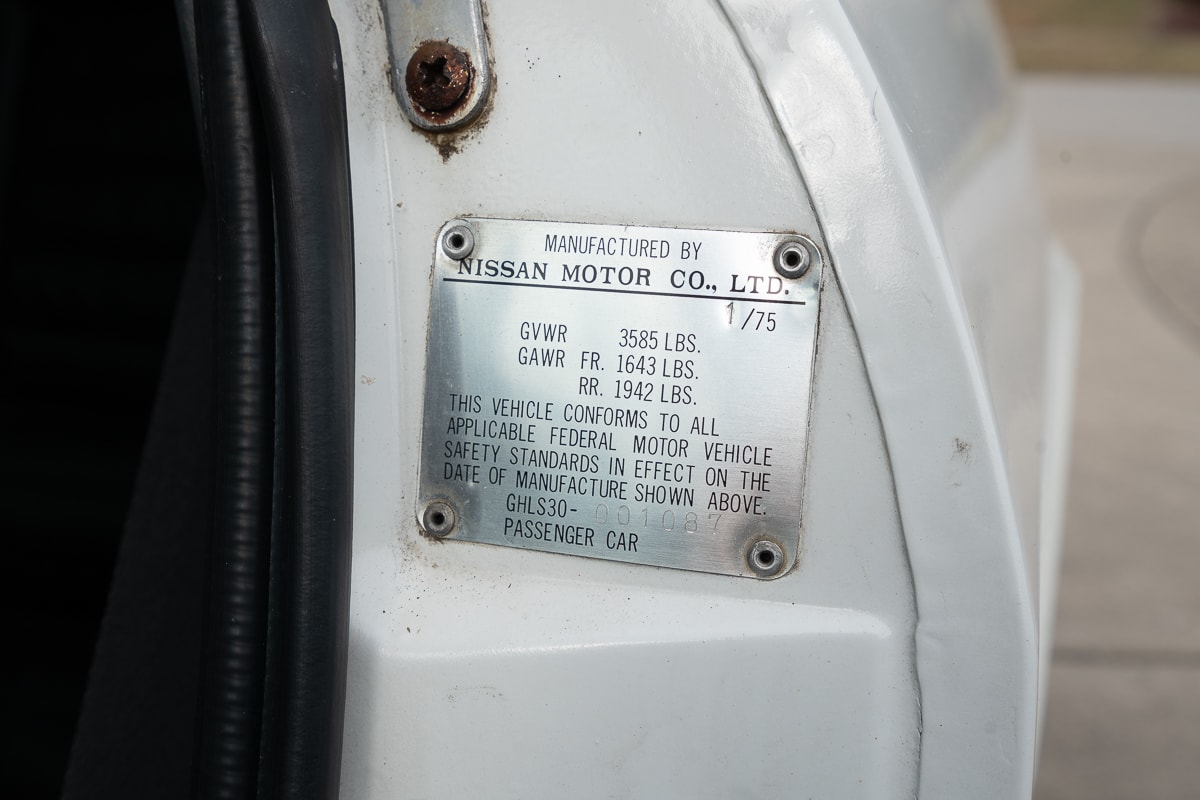 MANUFACTURED BY
NISSAN MOTOR CO., LTD.
1/75
GVWR 3585 LBS.
GAWR FR. 1643 LBS.
RR. 1942 LBS.
THIS VEHICLE CONFORMS TO ALL
APPLICABLE FEDERAL MOTOR VEHICLE
SAFETY STANDARDS IN EFFECT ON THE
DATE OF MANUFACTURE SHOWN ABOVE.
GHLS30-001087
PASSENGER CAR